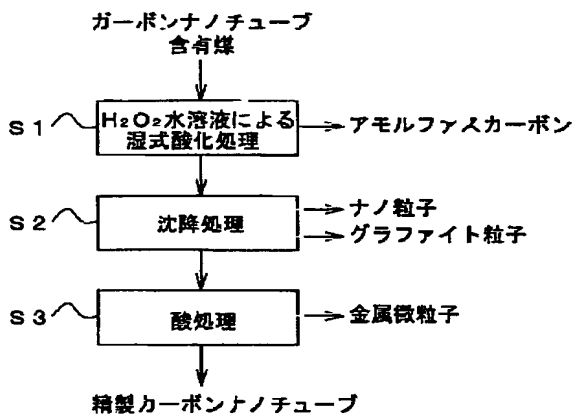 カーボンナノチューブ
含有煤
S1
H₂O₂水溶液による
湿式酸化処理
アモルファスカーボン
S2
沈降処理
ナノ粒子
グラファイト粒子
S3
酸処理
金属微粒子
精製カーボンナノチューブ